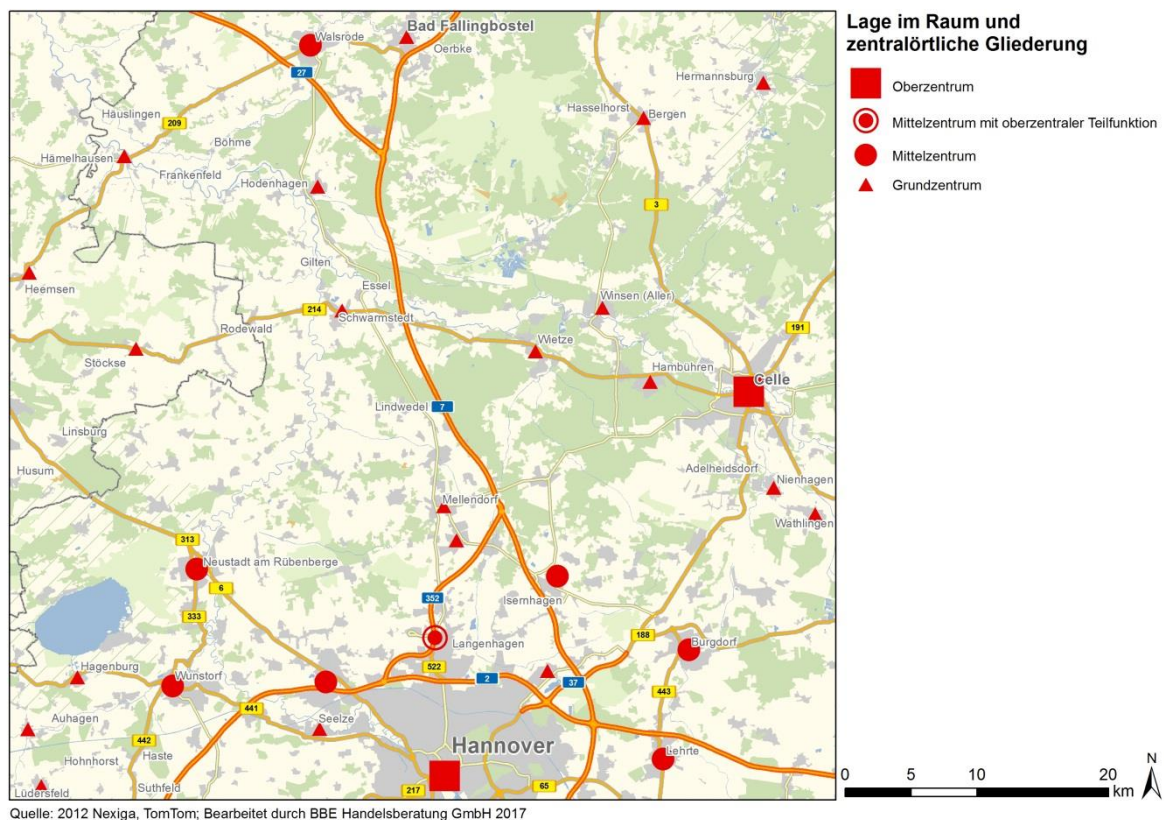 Lage im Raum und
zentralörtliche Gliederung
Oberzentrum
Mittelzentrum mit oberzentraler Teilfunktion
Mittelzentrum
Grundzentrum
Walsrode
Bad Fallingbostel
Oerbke
27
Hermannsburg
Hasselhorst
Bergen
Häuslingen
209
Böhme
Hämelhausen
Frankenfeld
Hodenhagen
3
Gilten
Heemsen
Essel
Winsen (Aller)
214
Schwarmstedt
Rodewald
191
Stöckse
Wietze
Hambühren
Celle
Lindwedel
7
Linsburg
Husum
Adelheidsdorf
Nienhagen
Mellendorf
Wathlingen
313
Neustadt am Rübenberge
6
352
Isernhagen
333
188
Langenhagen
Burgdorf
522
Hagenburg
Wunstorf
2
37
443
441
Auhagen
Seelze
442
Haste
Hannover
Lehrte
Hohnhorst
Suthfeld
Lüdersfeld
217
65
0 5 10 20
km
N
Quelle: 2012 Nexiga, TomTom; Bearbeitet durch BBE Handelsberatung GmbH 2017